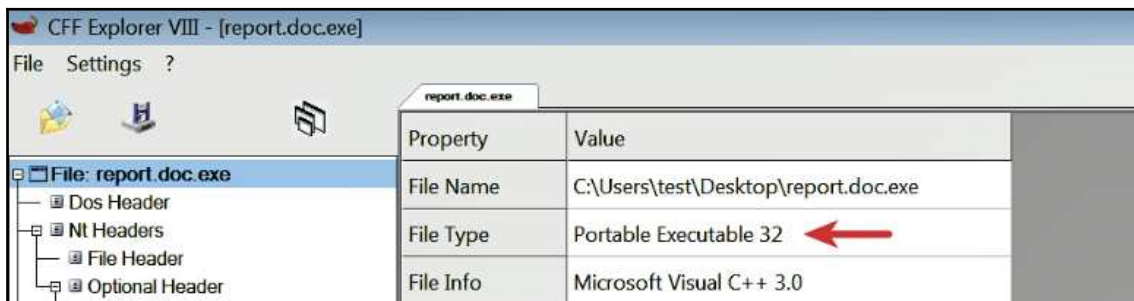 CFF Explorer VIII - [report.doc.exe]
File Settings ?
report.doc.exe
File: report.doc.exe
Dos Header
Nt Headers
File Header
Optional Header
Property Value
File Name C:\Users\test\Desktop\report.doc.exe
File Type Portable Executable 32
File Info Microsoft Visual C++ 3.0